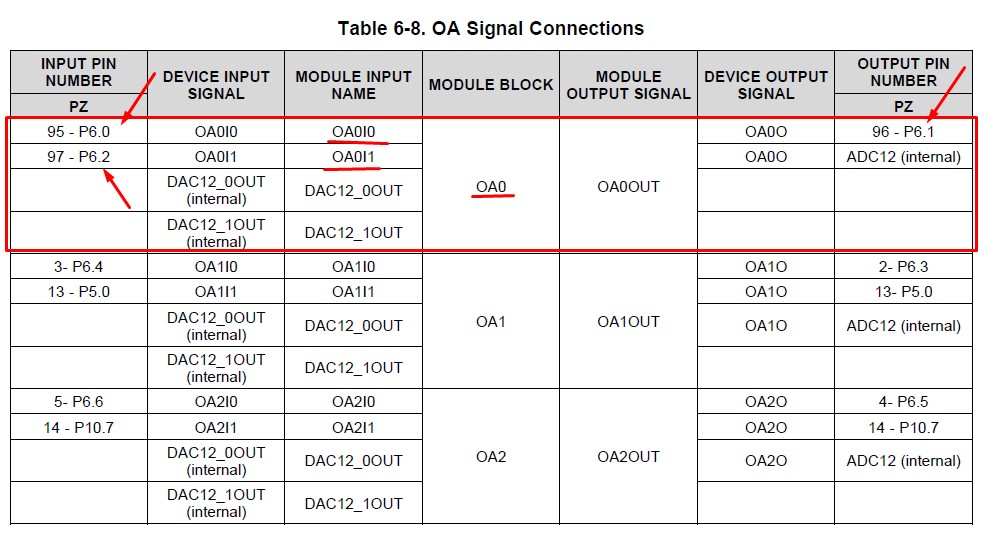 Table 6-8. OA Signal Connections
INPUT PIN NUMBER DEVICE INPUT SIGNAL MODULE INPUT NAME MODULE BLOCK MODULE OUTPUT SIGNAL DEVICE OUTPUT SIGNAL OUTPUT PIN NUMBER
PZ PZ
95 - P6.0 OA0I0 OA0I0 OA0 OA0OUT OA0O 96 - P6.1
97 - P6.2 OA0I1 OA0I1 OA0O ADC12 (internal)
DAC12_0OUT (internal) DAC12_0OUT
DAC12_1OUT (internal) DAC12_1OUT
3- P6.4 OA1I0 OA1I0 OA1 OA1OUT OA1O 2- P6.3
13 - P5.0 OA1I1 OA1I1 OA1O 13- P5.0
DAC12_0OUT (internal) DAC12_0OUT OA1O ADC12 (internal)
DAC12_1OUT (internal) DAC12_1OUT
5- P6.6 OA2I0 OA2I0 OA2 OA2OUT OA2O 4- P6.5
14 - P10.7 OA2I1 OA2I1 OA2O 14 - P10.7
DAC12_0OUT (internal) DAC12_0OUT OA2O ADC12 (internal)
DAC12_1OUT (internal) DAC12_1OUT